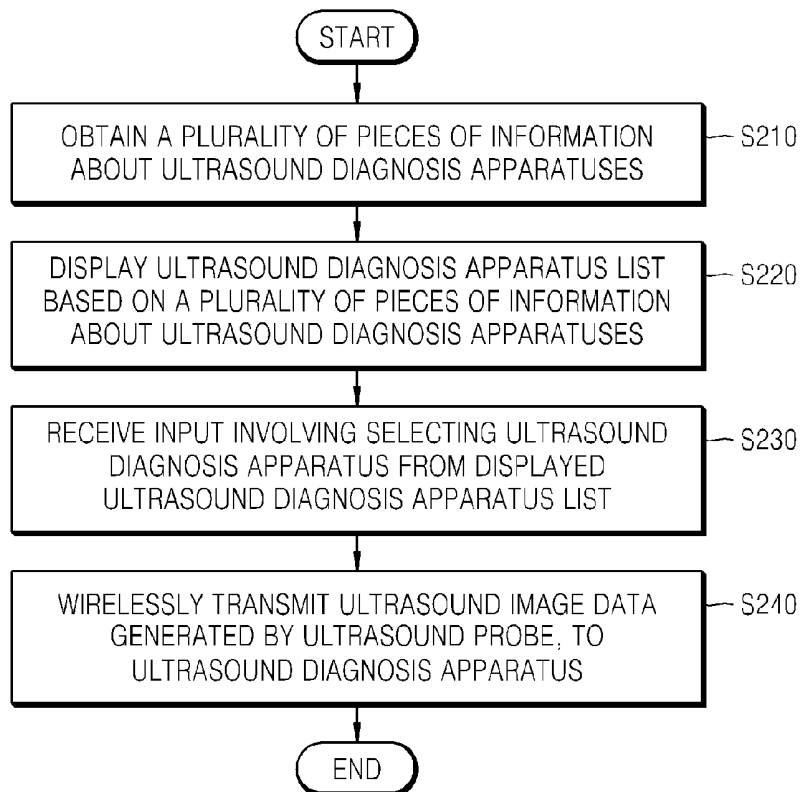 START
OBTAIN A PLURALITY OF PIECES OF INFORMATION
ABOUT ULTRASOUND DIAGNOSIS APPARATUSES
S210
DISPLAY ULTRASOUND DIAGNOSIS APPARATUS LIST
BASED ON A PLURALITY OF PIECES OF INFORMATION
ABOUT ULTRASOUND DIAGNOSIS APPARATUSES
S220
RECEIVE INPUT INVOLVING SELECTING ULTRASOUND
DIAGNOSIS APPARATUS FROM DISPLAYED
ULTRASOUND DIAGNOSIS APPARATUS LIST
S230
WIRELESSLY TRANSMIT ULTRASOUND IMAGE DATA
GENERATED BY ULTRASOUND PROBE, TO
ULTRASOUND DIAGNOSIS APPARATUS
S240
END